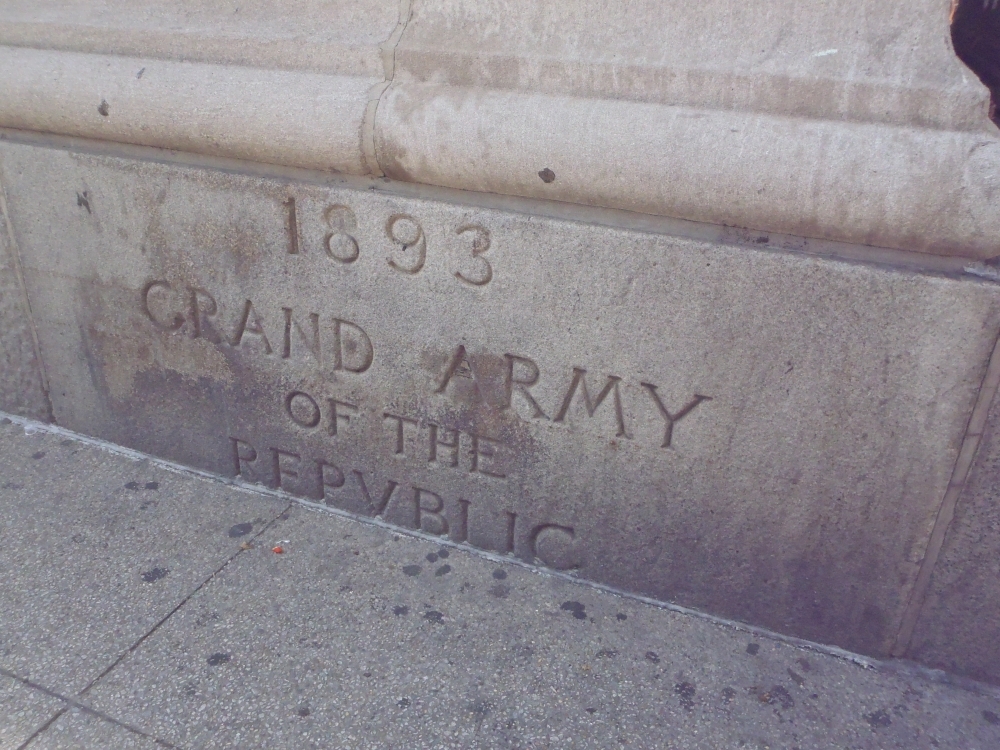 1893
GRAND ARMY
OF THE
REPVBLIC